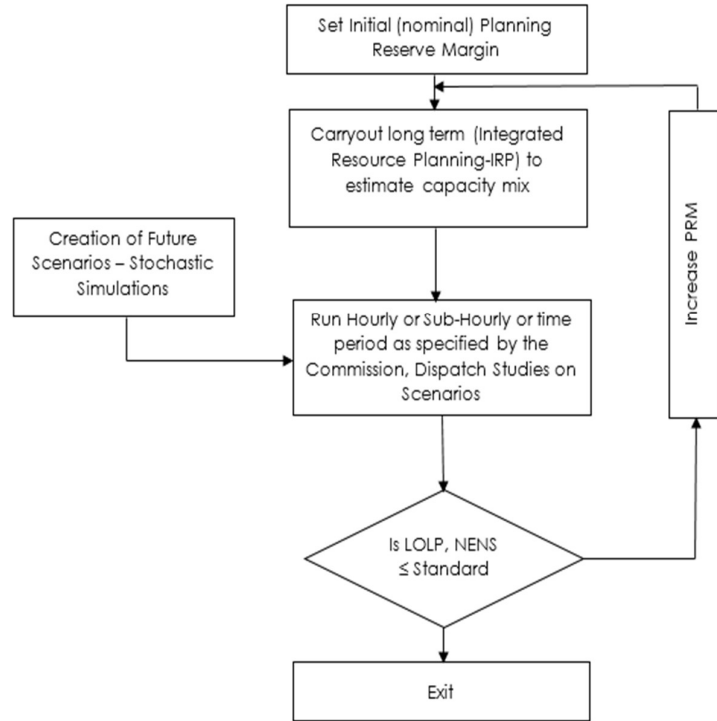 Set Initial (nominal) Planning
Reserve Margin
Carryout long term (Integrated
Resource Planning-IRP) to
estimate capacity mix
Creation of Future
Scenarios – Stochastic
Simulations
Increase PRM
Run Hourly or Sub-Hourly or time
period as specified by the
Commission, Dispatch Studies on
Scenarios
Is LOLP, NENS
≤ Standard
Exit